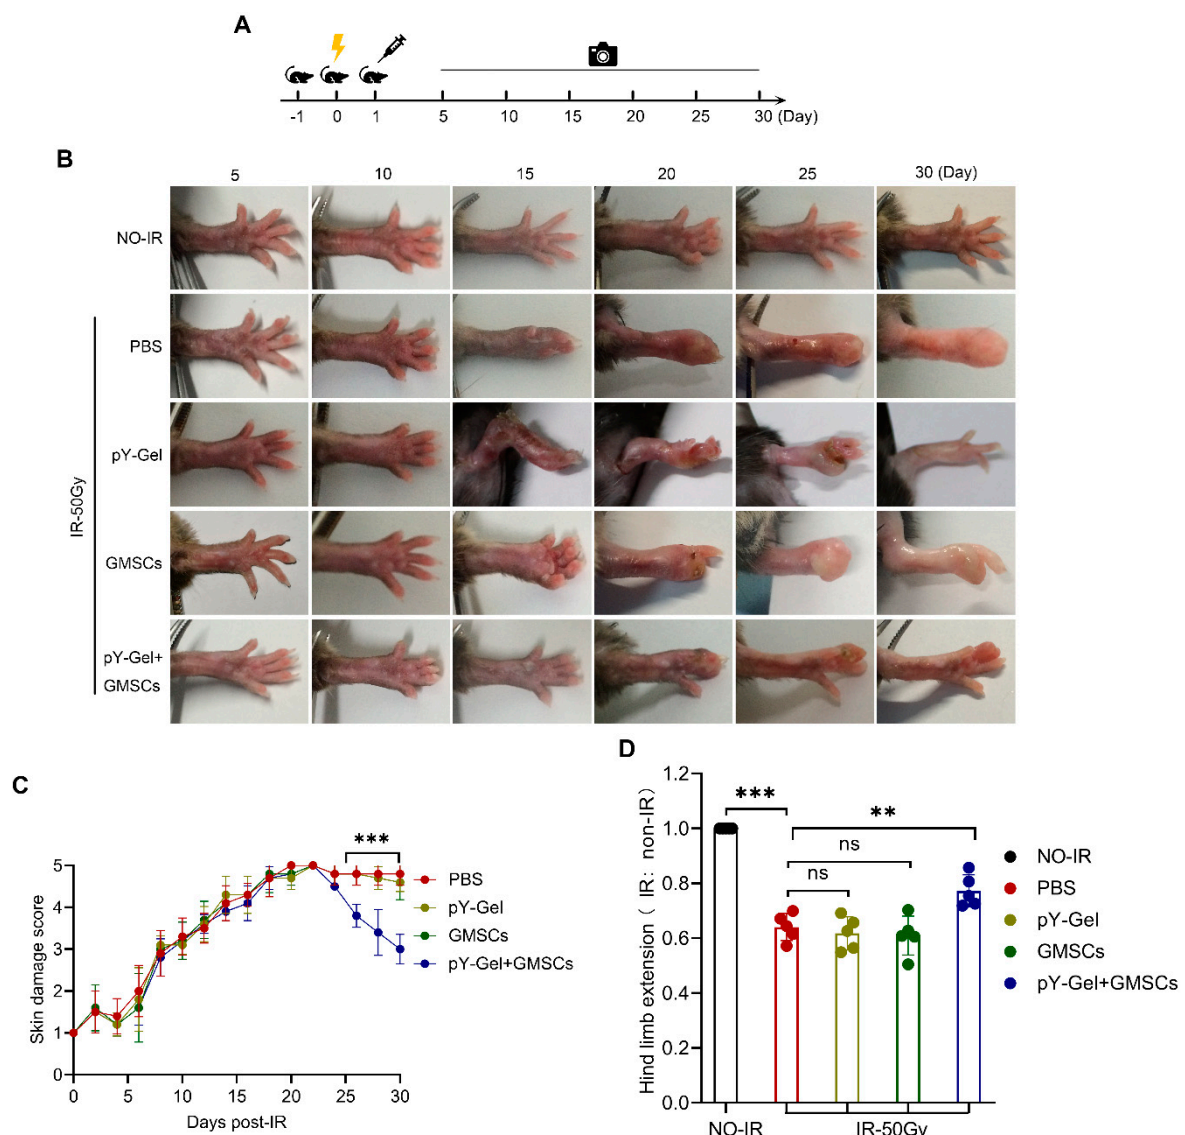 A
-1 0 1 5 10 15 20 25 30 (Day)
B
5 10 15 20 25 30 (Day)
NO-IR
PBS
pY-Gel
GMSCs
pY-Gel+
GMSCs
IR-50Gy
C
Skin damage score
5
4
3
2
1
0
0 5 10 15 20 25 30
Days post-IR
***
PBS
pY-Gel
GMSCs
pY-Gel+GMSCs
D
Hind limb extension ( IR: non-IR)
1.2
1.0
0.8
0.6
0.4
0.2
0.0
***
**
ns
ns
NO-IR
IR-50Gy
NO-IR
PBS
pY-Gel
GMSCs
pY-Gel+GMSCs